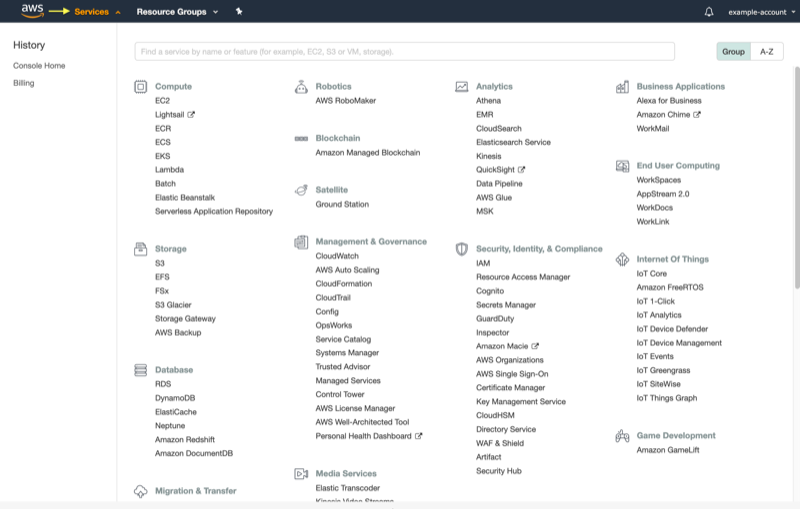 aws
Services
Resource Groups
example-account
History
Console Home
Billing
Find a service by name or feature (for example, EC2, S3 or VM, storage).
Group
A-Z
Compute
EC2
Lightsail
ECR
ECS
EKS
Lambda
Batch
Elastic Beanstalk
Serverless Application Repository
Storage
S3
EFS
FSx
S3 Glacier
Storage Gateway
AWS Backup
Database
RDS
DynamoDB
ElastiCache
Neptune
Amazon Redshift
Amazon DocumentDB
Migration & Transfer
Robotics
AWS RoboMaker
Blockchain
Amazon Managed Blockchain
Satellite
Ground Station
Management & Governance
CloudWatch
AWS Auto Scaling
CloudFormation
CloudTrail
Config
OpsWorks
Service Catalog
Systems Manager
Trusted Advisor
Managed Services
Control Tower
AWS License Manager
AWS Well-Architected Tool
Personal Health Dashboard
Media Services
Elastic Transcoder
Kinesis Video Streams
Analytics
Athena
EMR
CloudSearch
Elasticsearch Service
Kinesis
QuickSight
Data Pipeline
AWS Glue
MSK
Security, Identity, & Compliance
IAM
Resource Access Manager
Cognito
Secrets Manager
GuardDuty
Inspector
Amazon Macie
AWS Organizations
AWS Single Sign-On
Certificate Manager
Key Management Service
CloudHSM
Directory Service
WAF & Shield
Artifact
Security Hub
Business Applications
Alexa for Business
Amazon Chime
WorkMail
End User Computing
WorkSpaces
AppStream 2.0
WorkDocs
WorkLink
Internet Of Things
IoT Core
Amazon FreeRTOS
IoT 1-Click
IoT Analytics
IoT Device Defender
IoT Device Management
IoT Events
IoT Greengrass
IoT SiteWise
IoT Things Graph
Game Development
Amazon GameLift